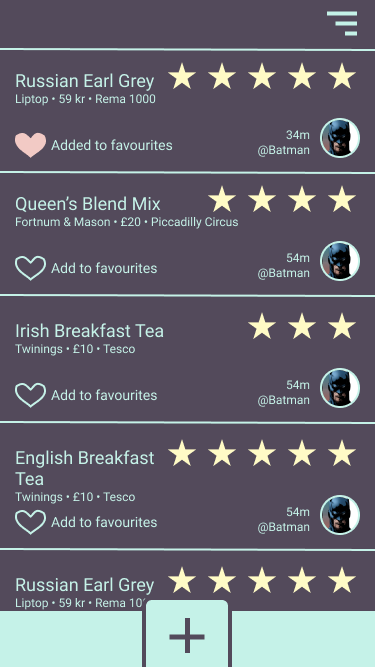 Russian Earl Grey
Liptop • 59 kr • Rema 1000
Added to favourites
34m
@Batman
Queen's Blend Mix
Fortnum & Mason • £20 • Piccadilly Circus
Add to favourites
54m
@Batman
Irish Breakfast Tea
Twinings • £10 • Tesco
Add to favourites
54m
@Batman
English Breakfast
Tea
Twinings • £10 • Tesco
Add to favourites
54m
@Batman
Russian Earl Grey
Liptop • 59 kr • Rema